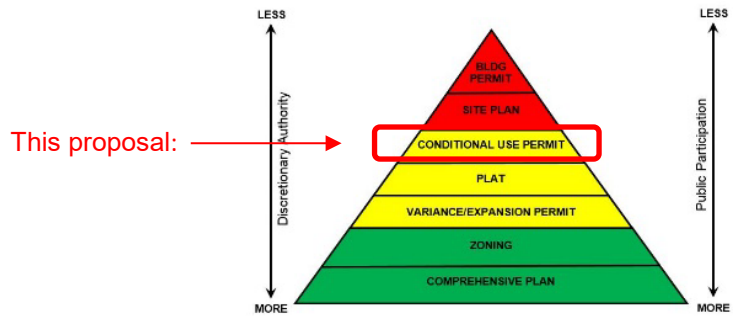 LESS
LESS
BLDG
PERMIT
SITE PLAN
Discretionary Authority
Public Participation
This proposal:
CONDITIONAL USE PERMIT
PLAT
VARIANCE/EXPANSION PERMIT
ZONING
COMPREHENSIVE PLAN
MORE
MORE